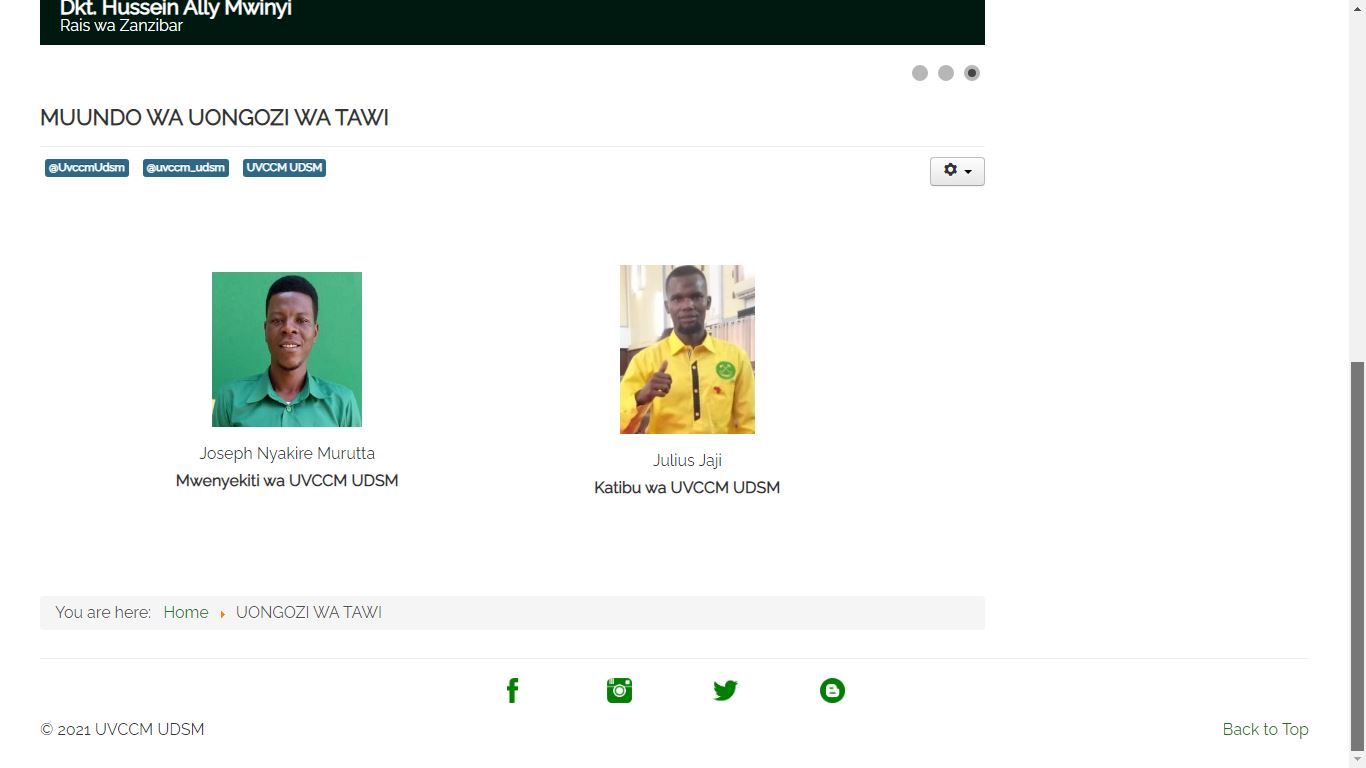 Dkt. Hussein Ally Mwinyi
Rais wa Zanzibar
MUUNDO WA UONGOZI WA TAWI
@UvccmUdsm @uvccm_udsm UVCCM UDSM
Joseph Nyakire Murutta
Mwenyekiti wa UVCCM UDSM
Julius Jaji
Katibu wa UVCCM UDSM
You are here: Home UONGOZI WA TAWI
© 2021 UVCCM UDSM
Back to Top